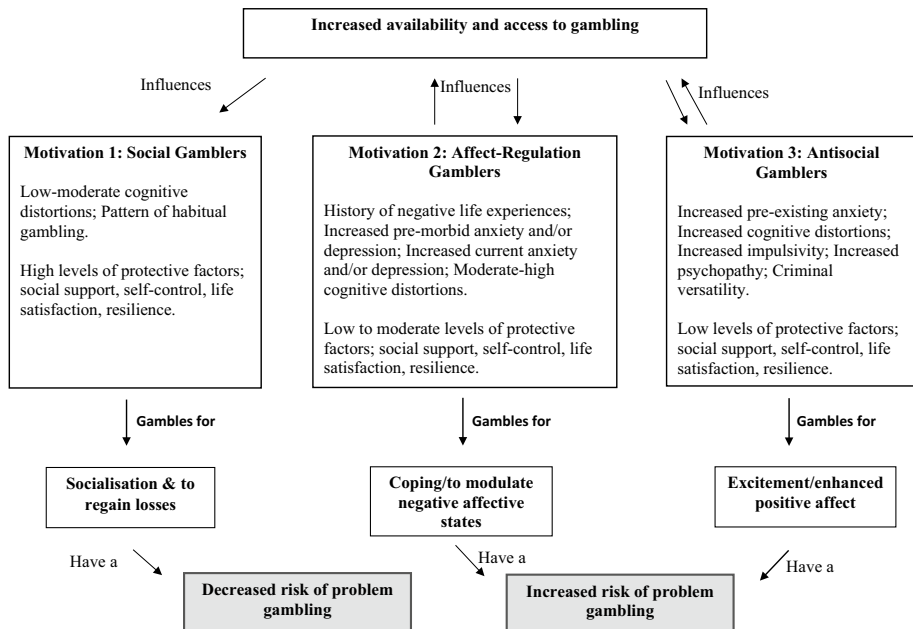 Increased availability and access to gambling
Influences
Influences
Influences
Motivation 1: Social Gamblers
Low-moderate cognitive
distortions; Pattern of habitual
gambling.
High levels of protective factors;
social support, self-control, life
satisfaction, resilience.
Motivation 2: Affect-Regulation
Gamblers
History of negative life experiences;
Increased pre-morbid anxiety and/or
depression; Increased current anxiety
and/or depression; Moderate-high
cognitive distortions.
Low to moderate levels of protective
factors; social support, self-control, life
satisfaction, resilience.
Motivation 3: Antisocial
Gamblers
Increased pre-existing anxiety;
Increased cognitive distortions;
Increased impulsivity; Increased
psychopathy; Criminal
versatility.
Low levels of protective factors;
social support, self-control, life
satisfaction, resilience.
Gambles for
Gambles for
Gambles for
Socialisation & to
regain losses
Coping/to modulate
negative affective
states
Excitement/enhanced
positive affect
Have a
Have a
Have a
Decreased risk of problem
gambling
Increased risk of problem
gambling